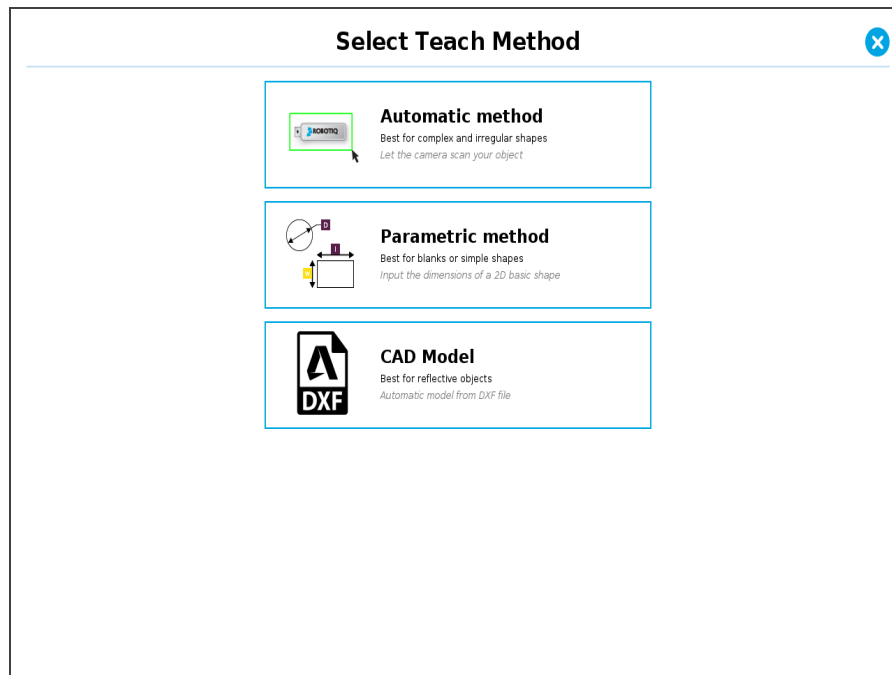 Select Teach Method
ROBOTIQ
Automatic method
Best for complex and irregular shapes
Let the camera scan your object
D
Parametric method
Best for blanks or simple shapes
Input the dimensions of a 2D basic shape
CAD Model
Best for reflective objects
Automatic model from DXF file
DXF